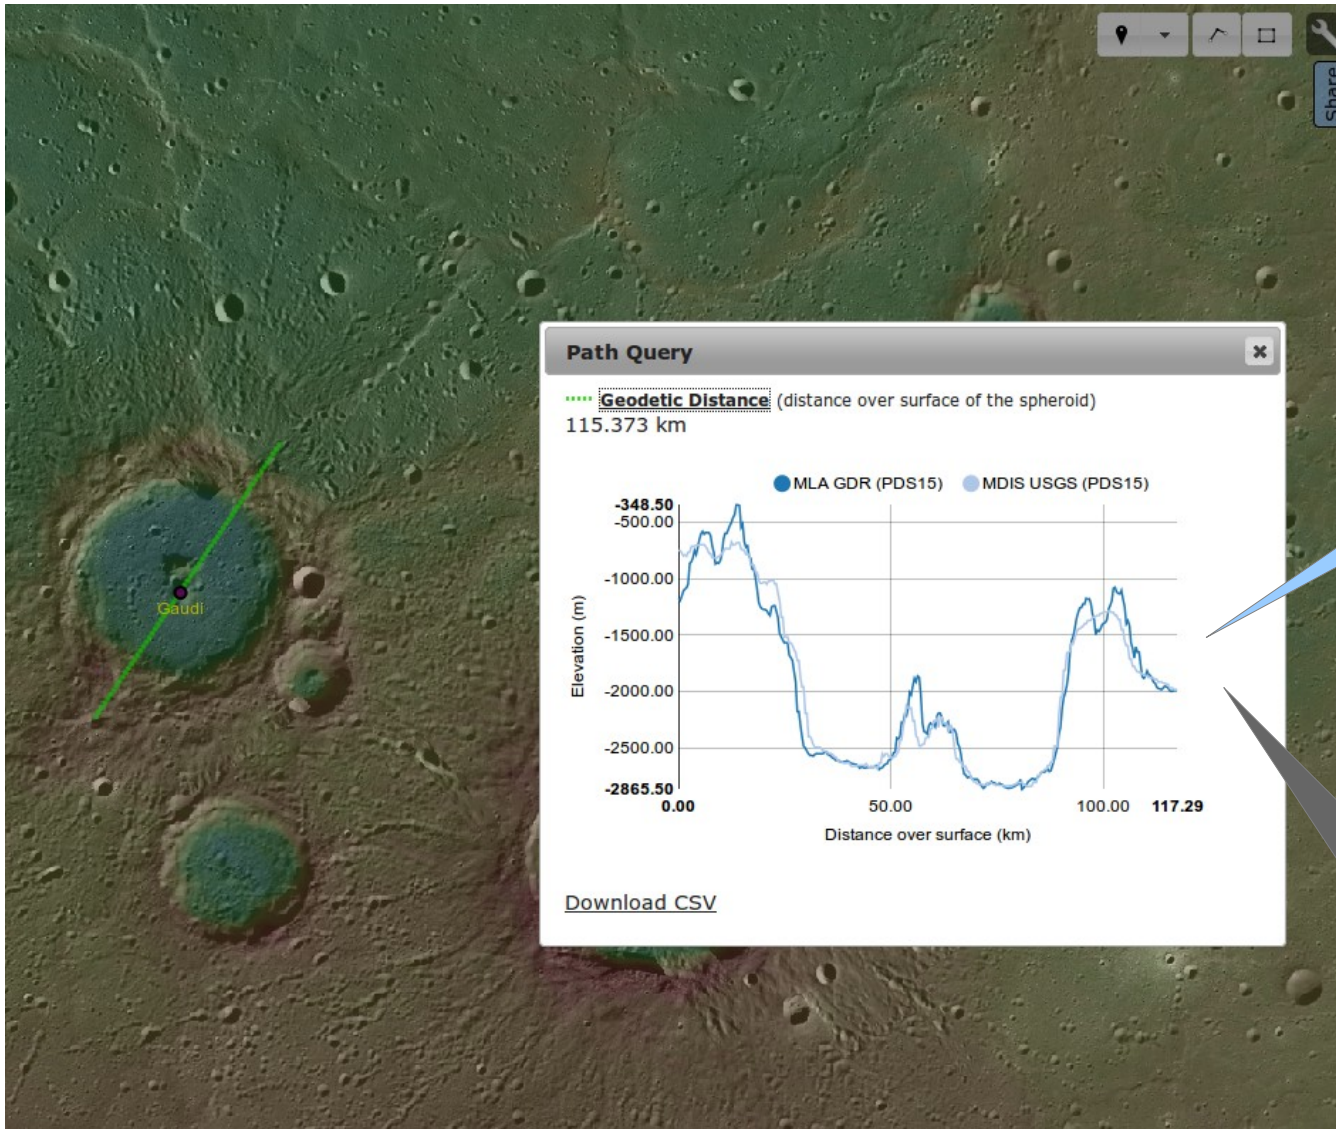 Share
Path Query
Geodetic Distance (distance over surface of the spheroid)
115.373 km
MLA GDR (PDS15) MDIS USGS (PDS15)
-348.50
-500.00
-1000.00
-1500.00
-2000.00
-2500.00
-2865.50
Elevation (m)
0.00 50.00 100.00 117.29
Distance over surface (km)
Download CSV
Gaudi